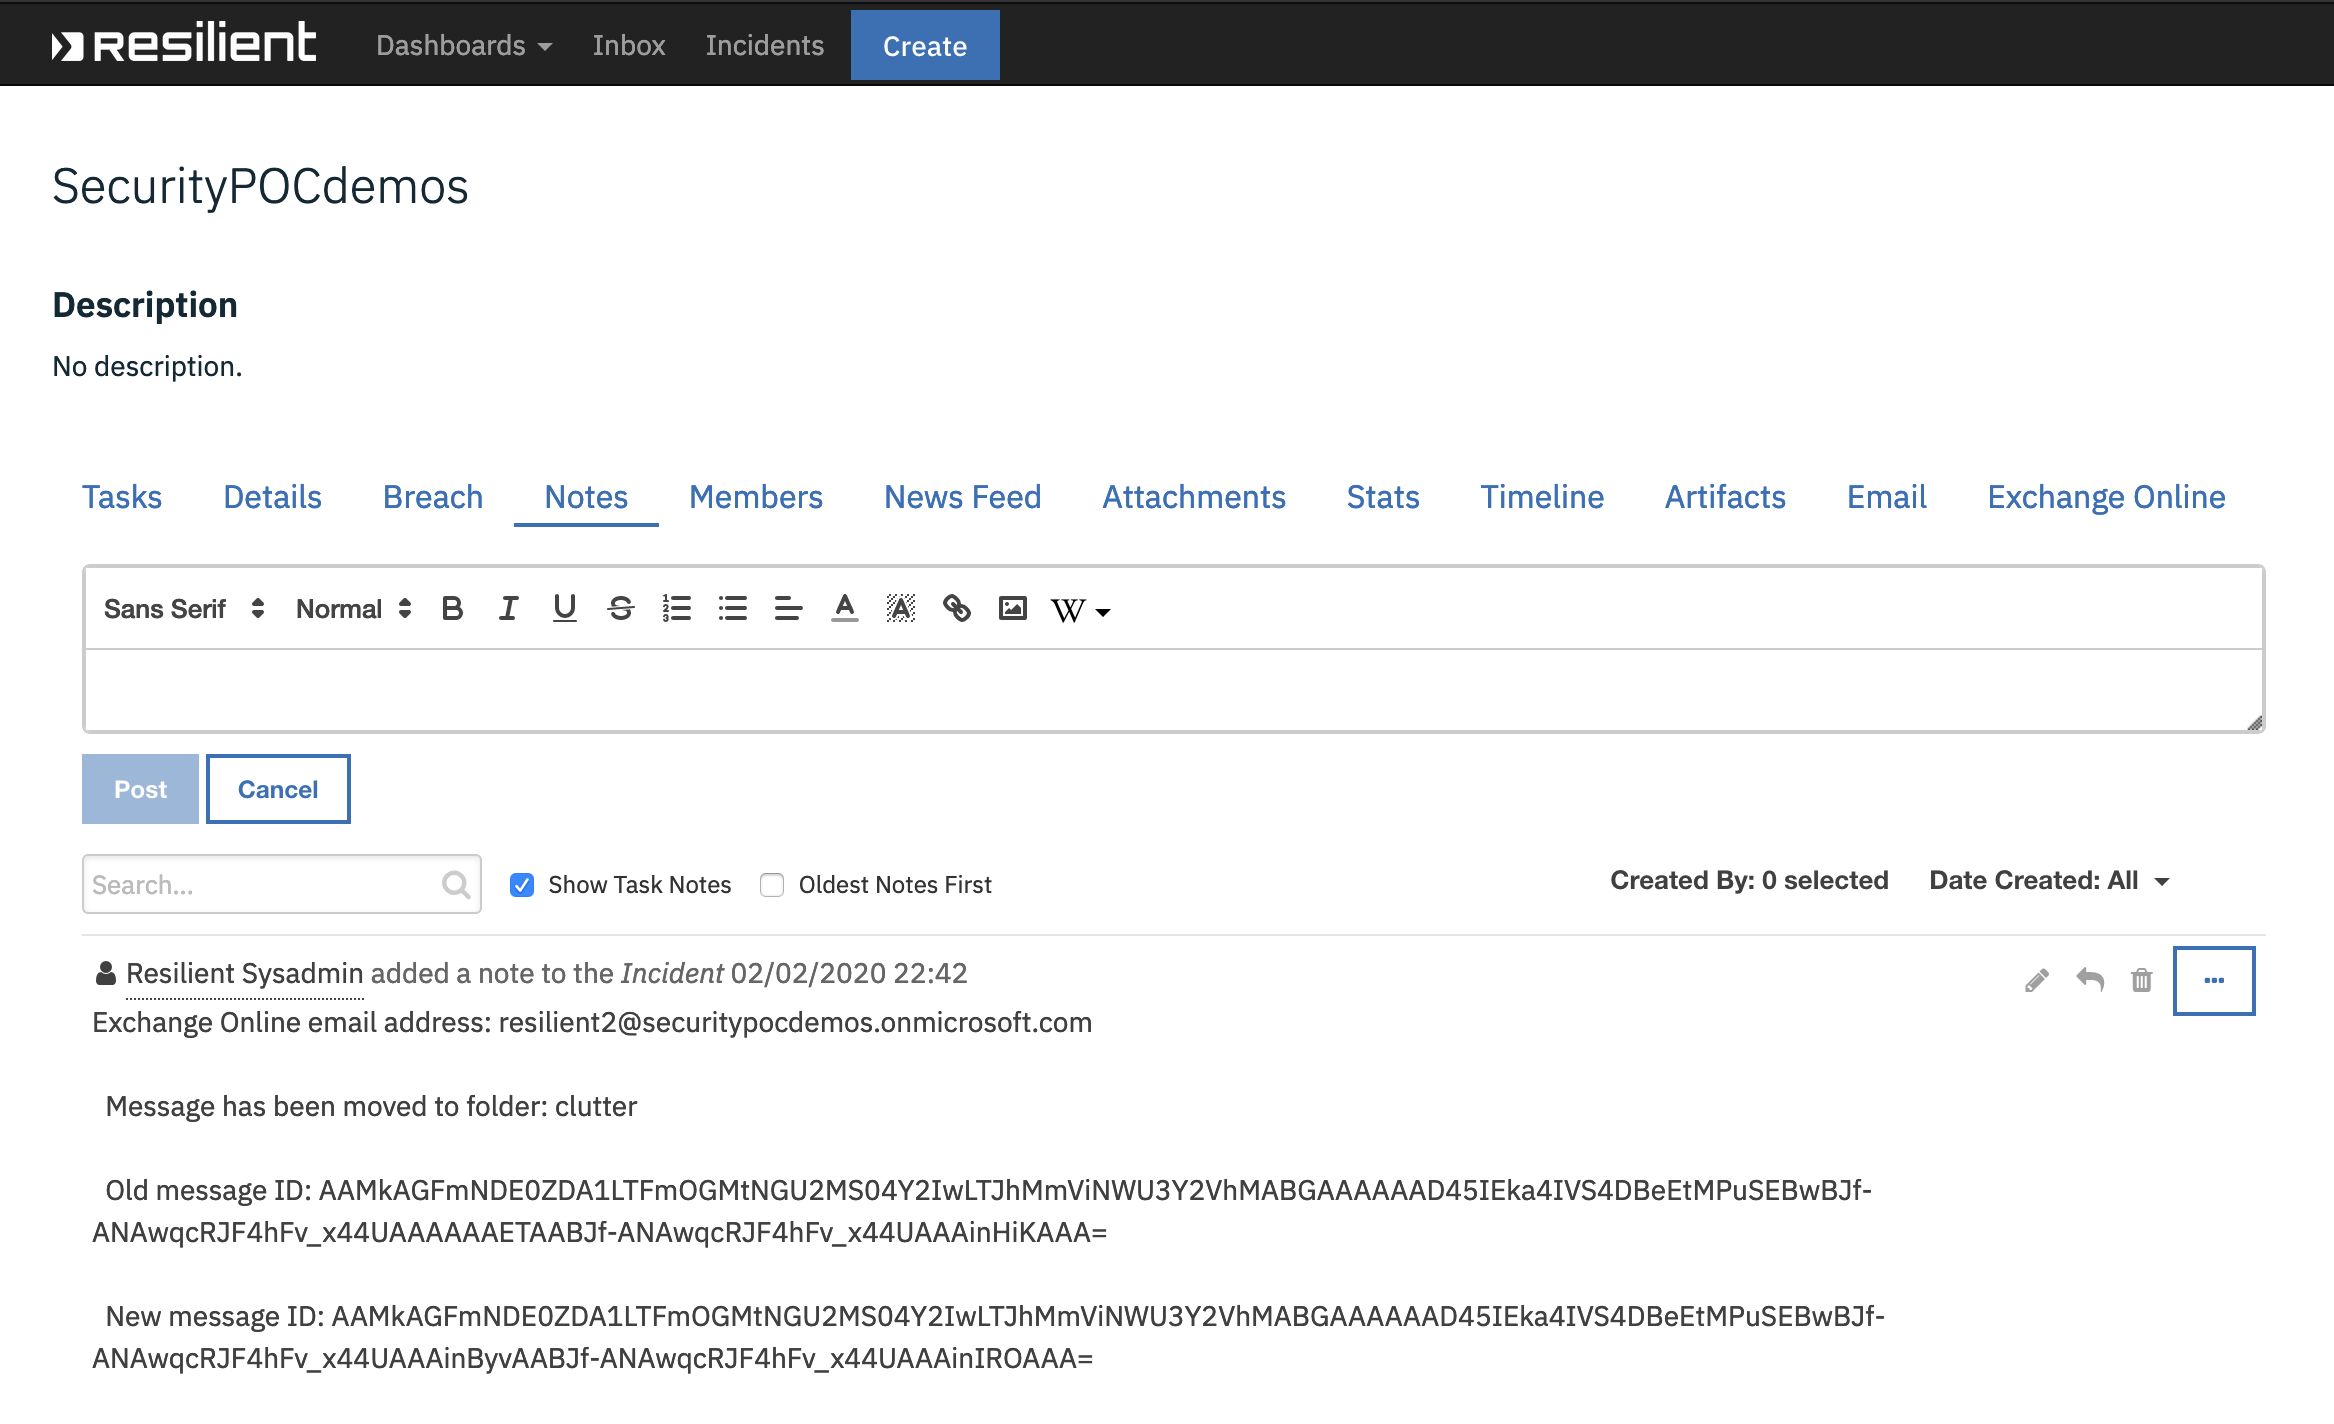 resilient Dashboards Inbox Incidents Create
SecurityPOCdemos
Description
No description.
Tasks Details Breach Notes Members News Feed Attachments Stats Timeline Artifacts Email Exchange Online
Sans Serif Normal B I U S A A W
Post Cancel
Search... Show Task Notes Oldest Notes First Created By: 0 selected Date Created: All
Resilient Sysadmin added a note to the Incident 02/02/2020 22:42
Exchange Online email address: resilient2@securitypocdemos.onmicrosoft.com
Message has been moved to folder: clutter
Old message ID: AAMkAGFmNDE0ZDA1LTFmOGMtNGU2MS04Y2IwLTJhMmViNWU3Y2VhMABGAAAAAAD45IEka4IVS4DBeEtMPuSEBwBJf-
ANAwqcRJF4hFv_x44UAAAAAAETAABJf-ANAwqcRJF4hFv_x44UAAAinHiKAAA=
New message ID: AAMkAGFmNDE0ZDA1LTFmOGMtNGU2MS04Y2IwLTJhMmViNWU3Y2VhMABGAAAAAAD45IEka4IVS4DBeEtMPuSEBwBJf-
ANAwqcRJF4hFv_x44UAAAinByvAABJf-ANAwqcRJF4hFv_x44UAAAinIROAAA=